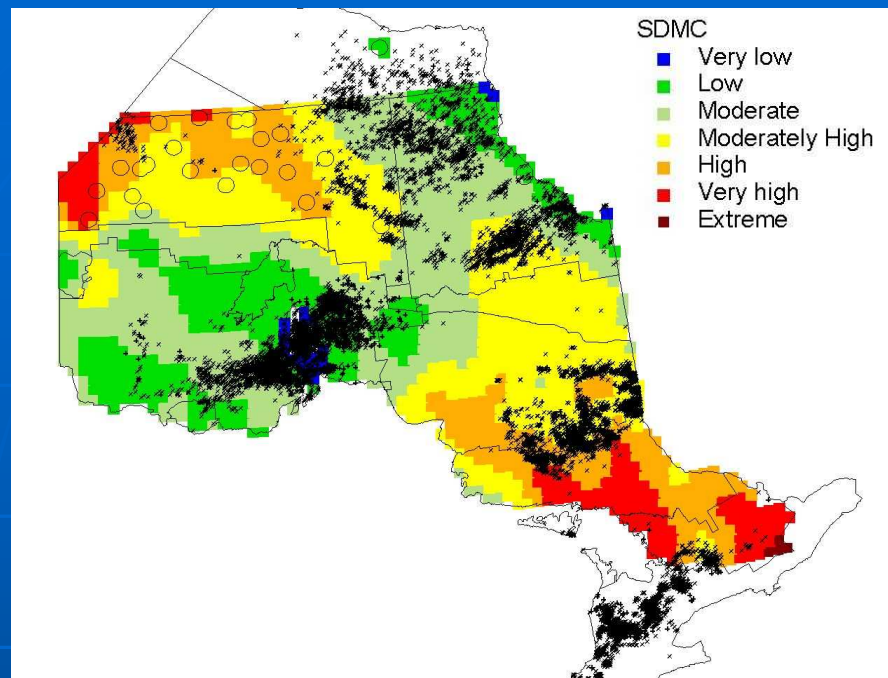 SDMC
Very low
Low
Moderate
Moderately High
High
Very high
Extreme